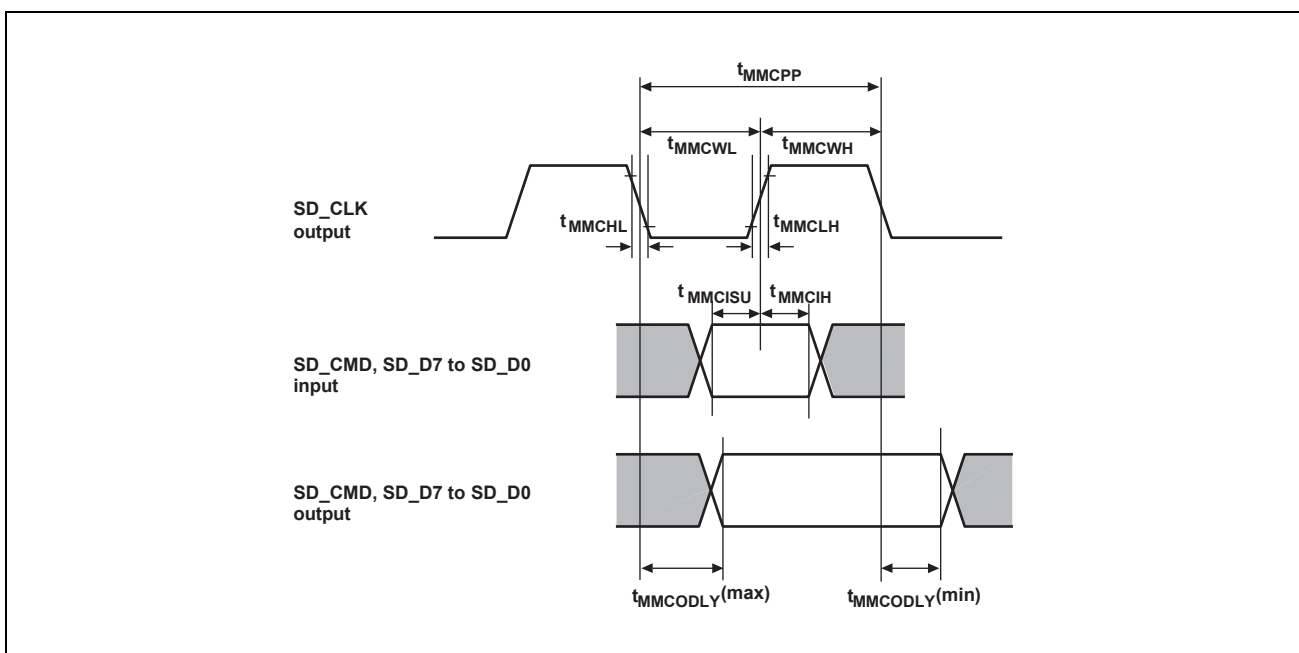 tMMCPP
tMMCWL
tMMCWH
SD_CLK
output
tMMCHL
tMMCLH
tMMCISU
tMMCIH
SD_CMD, SD_D7 to SD_D0
input
SD_CMD, SD_D7 to SD_D0
output
tMMCODLY(max)
tMMCODLY(min)